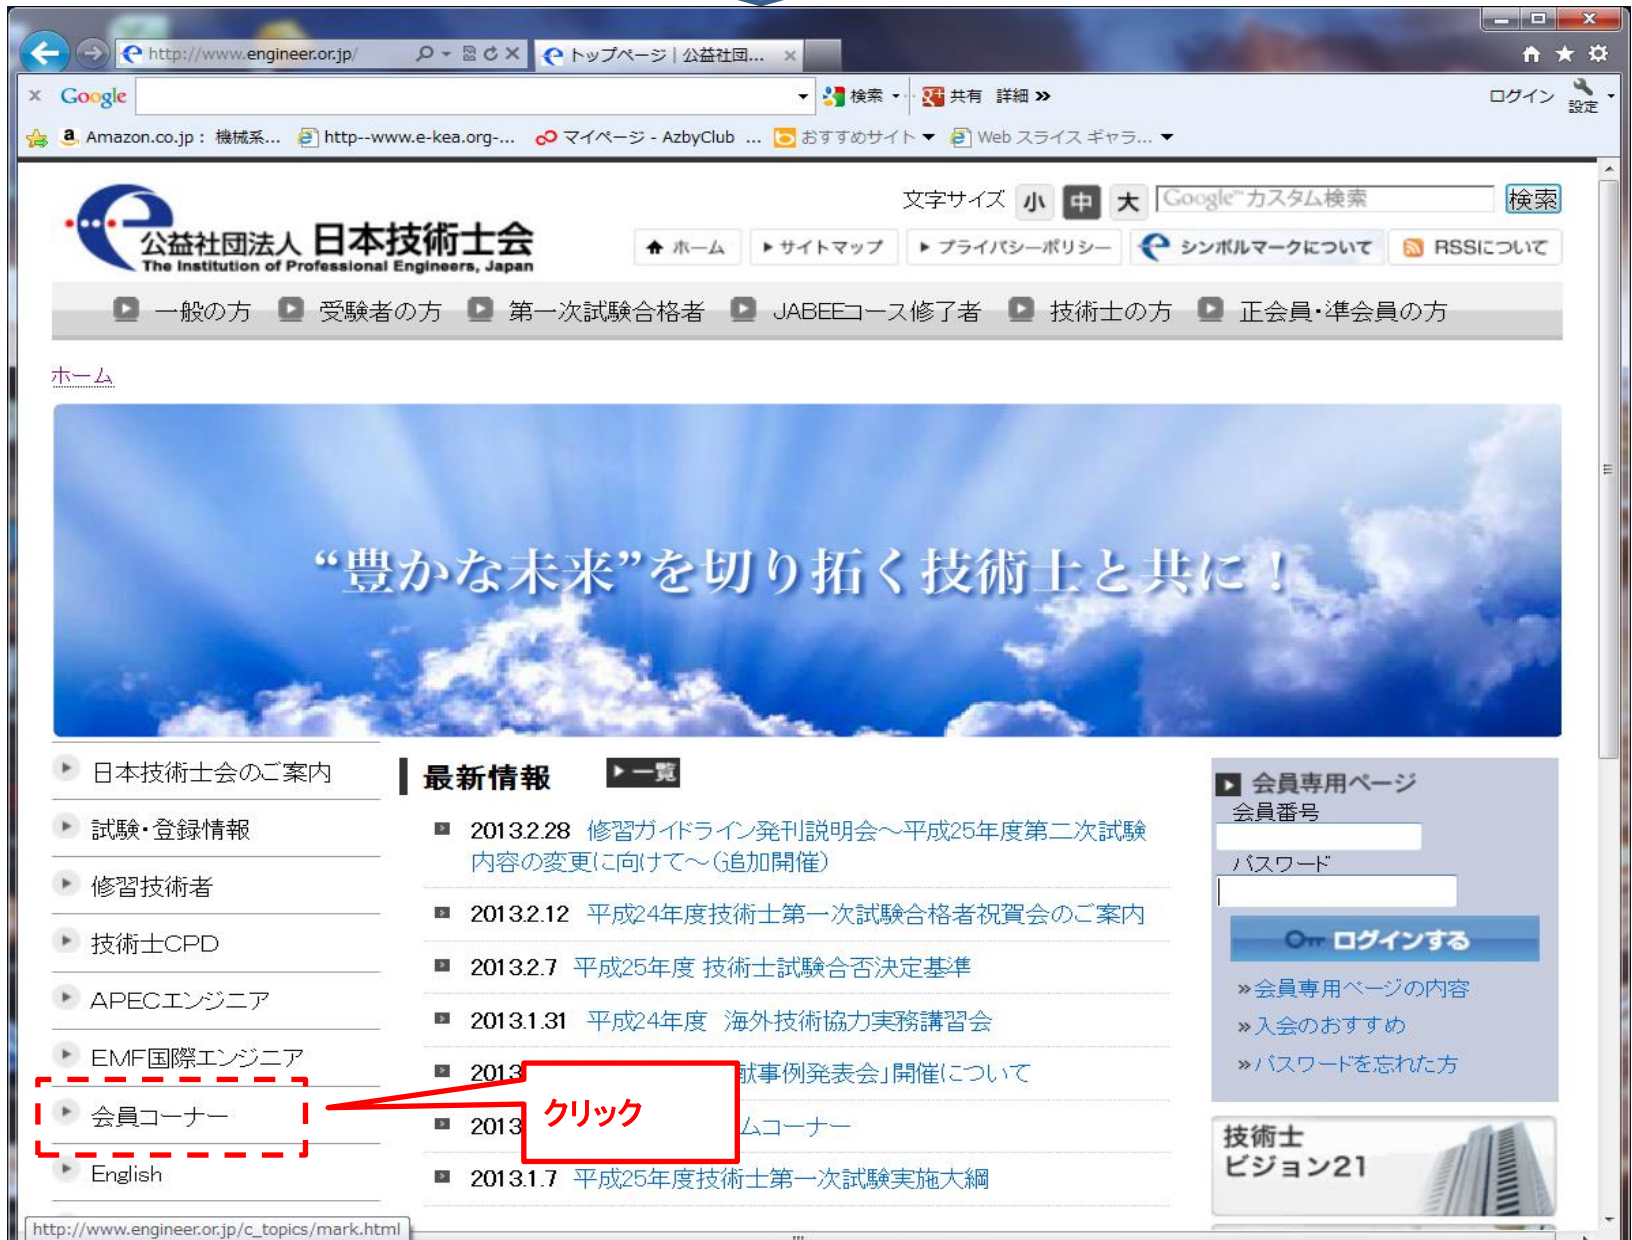 http://www.engineer.or.jp/
トップページ | 公益社団...
Google
検索
共有
詳細 »
ログイン
設定
Amazon.co.jp : 機械系...
http--www.e-kea.org-...
マイページ - AzbyClub ...
おすすめサイト
Web スライス ギャラ...
公益社団法人 日本技術士会
The Institution of Professional Engineers, Japan
文字サイズ 小 中 大
Google™カスタム検索
検索
ホーム
サイトマップ
プライバシーポリシー
シンボルマークについて
RSSについて
一般の方
受験者の方
第一次試験合格者
JABEEコース修了者
技術士の方
正会員・準会員の方
ホーム
“豊かな未来”を切り拓く技術士と共に！
日本技術士会のご案内
試験・登録情報
修習技術者
技術士CPD
APECエンジニア
EMF国際エンジニア
会員コーナー
English
最新情報
一覧
2013.2.28 修習ガイドライン発刊説明会～平成25年度第二次試験
内容の変更に向けて～（追加開催）
2013.2.12 平成24年度技術士第一次試験合格者祝賀会のご案内
2013.2.7 平成25年度 技術士試験合否決定基準
2013.1.31 平成24年度 海外技術協力実務講習会
2013 献事例発表会」開催について
2013 ムコーナー
2013.1.7 平成25年度技術士第一次試験実施大綱
クリック
会員専用ページ
会員番号
パスワード
ログインする
»会員専用ページの内容
»入会のおすすめ
»パスワードを忘れた方
技術士
ビジョン21
http://www.engineer.or.jp/c_topics/mark.html